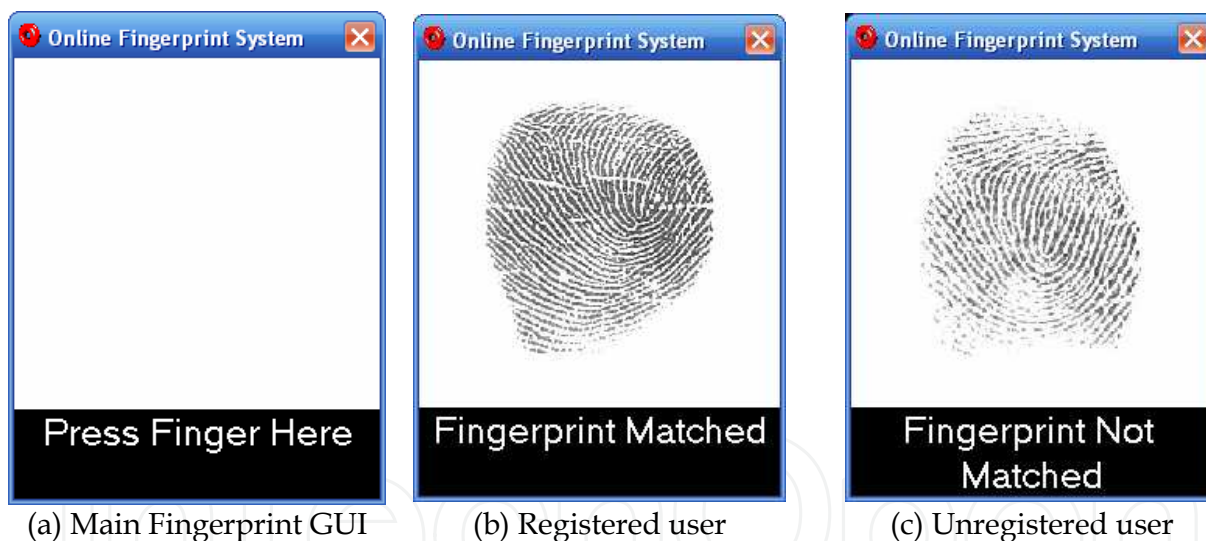 Online Fingerprint System
Press Finger Here
(a) Main Fingerprint GUI
Online Fingerprint System
Fingerprint Matched
(b) Registered user
Online Fingerprint System
Fingerprint Not
Matched
(c) Unregistered user